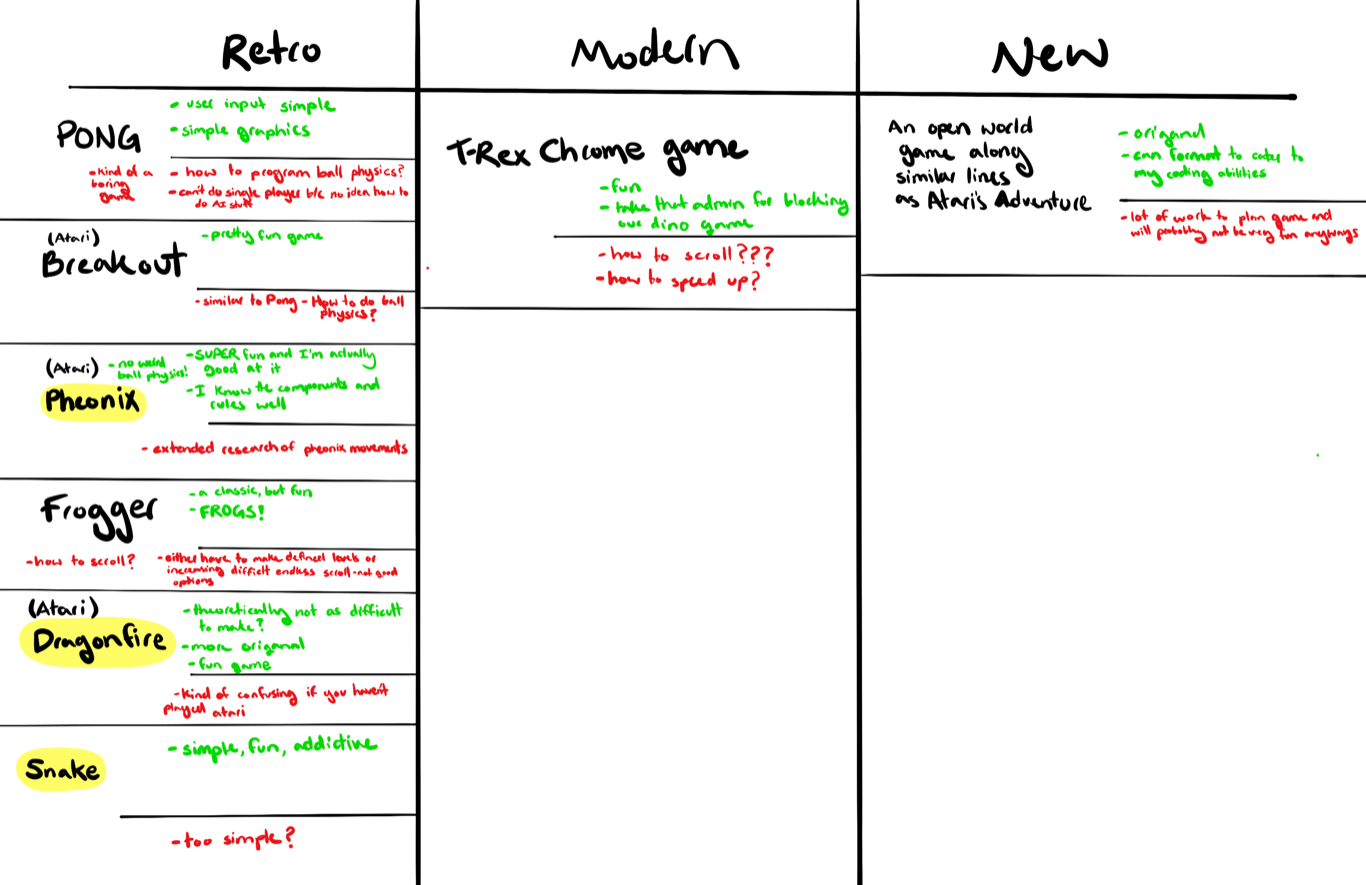 Retro
Modern
New
PONG
• user input simple
• simple graphics
• kind of a
boring
game
- how to program ball physics?
- can't do single player b/c no idea how to
do AI stuff
(Atari)
Breakout
- pretty fun game
- similar to Pong - How to do ball
physics?
(Atari)
Pheonix
- no weird
ball physics!
- SUPER fun and I'm actually
good at it
- I know the components and
rules well
- extended research of pheonix movements
Frogger
- a classic, but fun
- FROGS!
- how to scroll?
- either have to make defined levels or
increasing difficlt endless scroll - not good
options
(Atari)
Dragonfire
- theoretically not as difficult
to make?
- more origanal
- fun game
- kind of confusing if you haven't
played atari
Snake
- simple, fun, addictive
- too simple?
T-Rex Chrome game
- fun
- take that admin for blocking
our dino game
- how to scroll???
- how to speed up?
An open world
game along
similar lines
as Atari's Adventure
- origanal
- can format to cater to
my coding abilities
- lot of work to plan game and
will probably not be very fun anyways